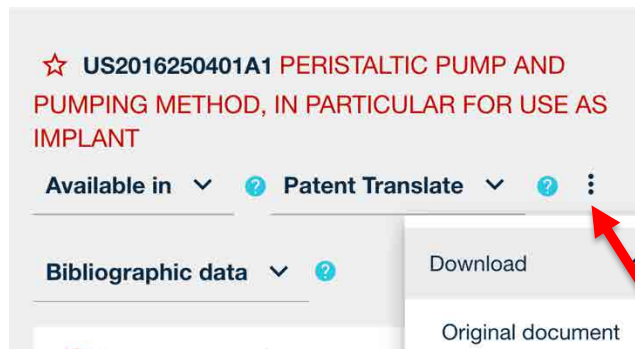 US2016250401A1 PERISTALTIC PUMP AND
PUMPING METHOD, IN PARTICULAR FOR USE AS
IMPLANT
Available in ? Patent Translate ?
Bibliographic data ?
Download
Original document